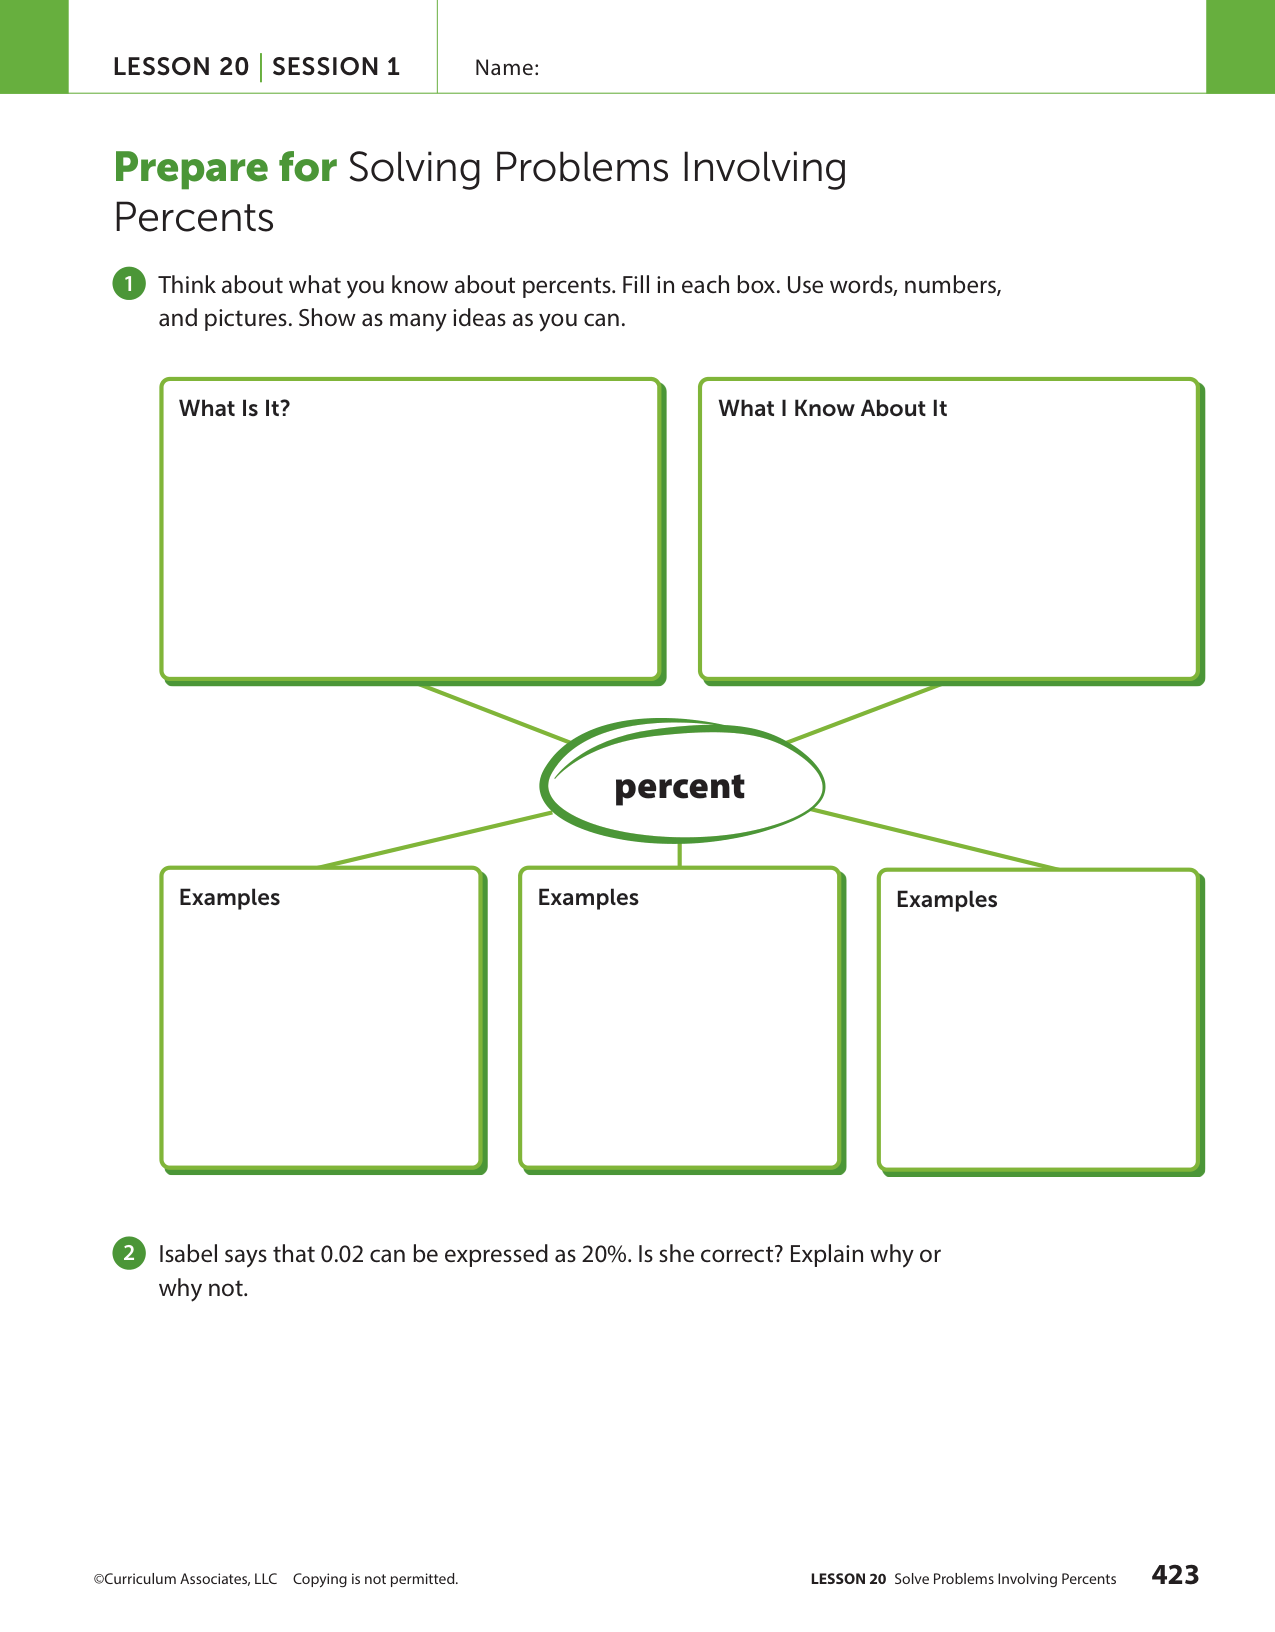 LESSON 20 | SESSION 1
Name:
Prepare for Solving Problems Involving
Percents
1 Think about what you know about percents. Fill in each box. Use words, numbers,
and pictures. Show as many ideas as you can.
What Is It?
What I Know About It
percent
Examples
Examples
Examples
2 Isabel says that 0.02 can be expressed as 20%. Is she correct? Explain why or
why not.
©Curriculum Associates, LLC Copying is not permitted.
LESSON 20 Solve Problems Involving Percents 423